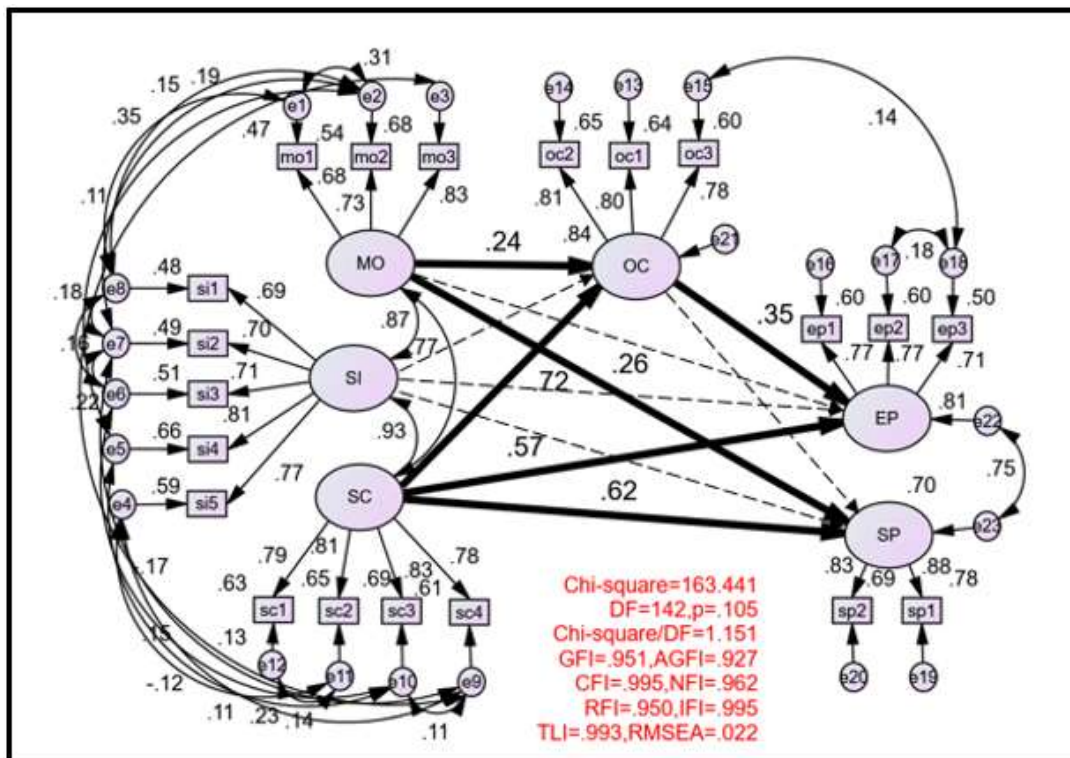 .31
.19
.15
e1
e2
e3
.35
.47
.54
.68
mo1
mo2
mo3
.68
.73
.83
e14
e13
e15
.65
.64
.60
oc2
oc1
oc3
.14
.81
.80
.78
.11
MO
.24
.84
OC
e21
e16
e17
.18
e18
.60
.60
.50
ep1
ep2
ep3
.35
.77
.77
.71
.48
e8
si1
.69
.18
.49
e7
si2
.70
.87
.77
.26
.16
.51
e6
si3
.71
SI
.72
.22
.81
.66
e5
si4
.93
.57
EP
.81
e22
.77
.59
e4
si5
SC
.62
.70
.75
SP
e23
.79
.81
.83
.78
.63
.65
.69
.61
sc1
sc2
sc3
sc4
.83
.69
.88
.78
sp2
sp1
-.17
.13
.15
-.12
e12
e11
e10
e9
e20
e19
.11
.23
.14
.11
Chi-square=163.441
DF=142,p=.105
Chi-square/DF=1.151
GFI=.951,AGFI=.927
CFI=.995,NFI=.962
RFI=.950,IFI=.995
TLI=.993,RMSEA=.022